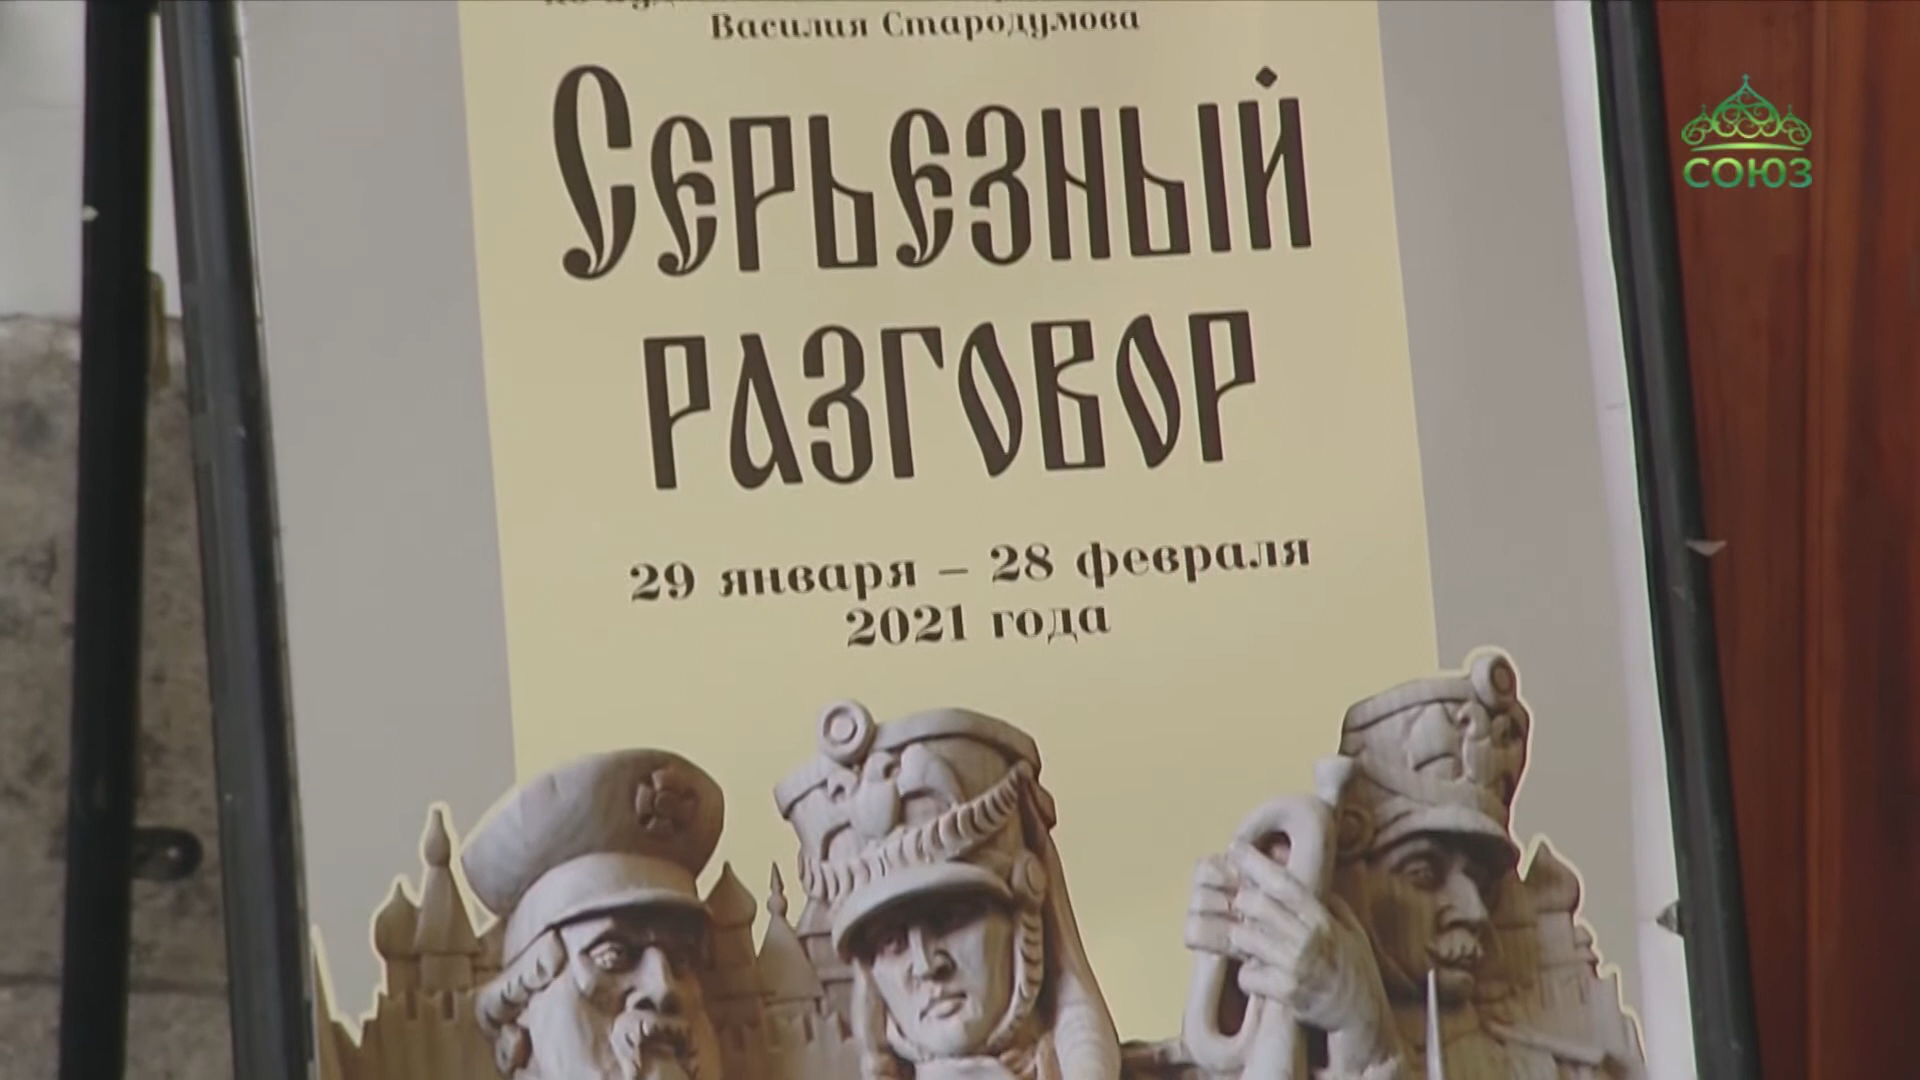 Василия Стародумова
Серьезный
разговор
29 января – 28 февраля
2021 года
СОЮЗ